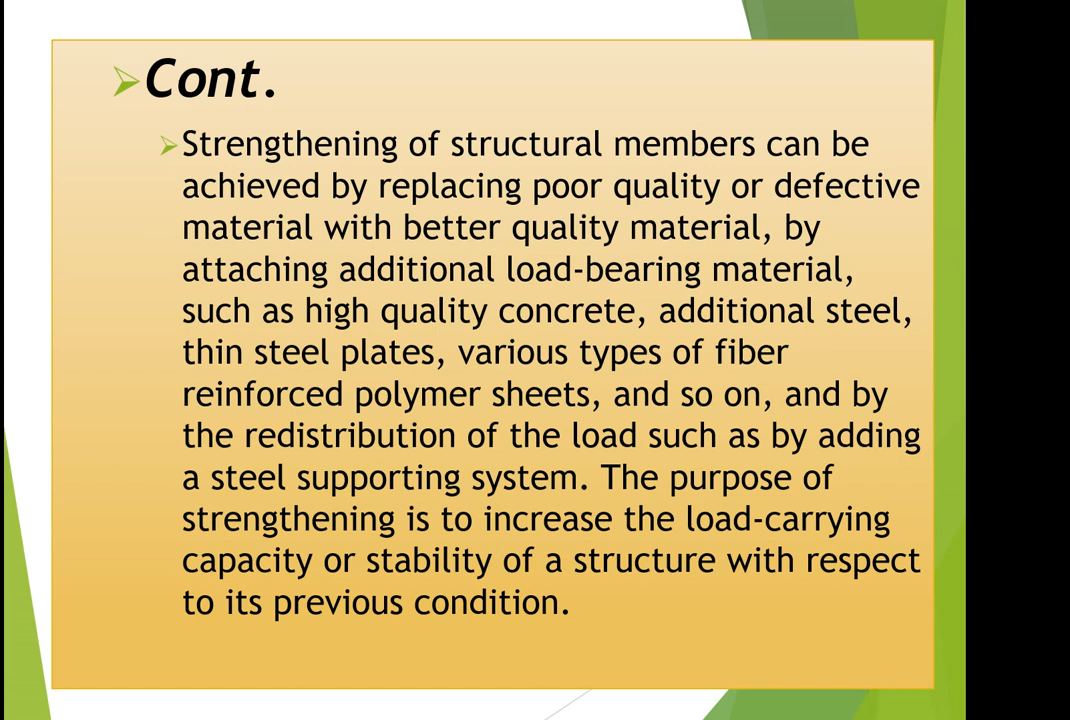 Cont.
Strengthening of structural members can be
achieved by replacing poor quality or defective
material with better quality material, by
attaching additional load-bearing material,
such as high quality concrete, additional steel,
thin steel plates, various types of fiber
reinforced polymer sheets, and so on, and by
the redistribution of the load such as by adding
a steel supporting system. The purpose of
strengthening is to increase the load-carrying
capacity or stability of a structure with respect
to its previous condition.